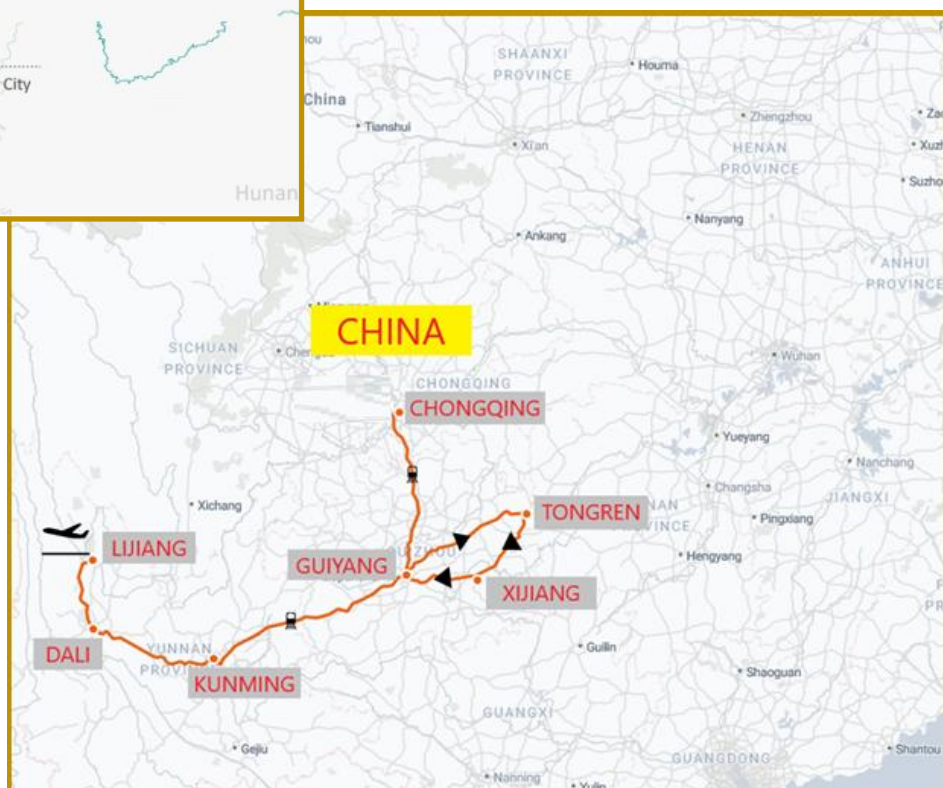 City
Hunan
SHAANXI
PROVINCE
Houma
China
Tianshui
Xi'an
Zhengzhou
HENAN
PROVINCE
Nanyang
Ankang
ANHUI
PROVINCE
CHINA
SICHUAN
PROVINCE
Wuhan
CHONGQING
CHONGQING
Yueyang
Nanchang
Changsha
JIANGXI
Xichang
TONGREN
Pingxiang
LIJIANG
GUIYANG
Hengyang
XIJIANG
Guilin
DALI
YUNNAN
KUNMING
Shaoguan
GUANGXI
Gejiu
GUANGDONG
Shantou
Nanning